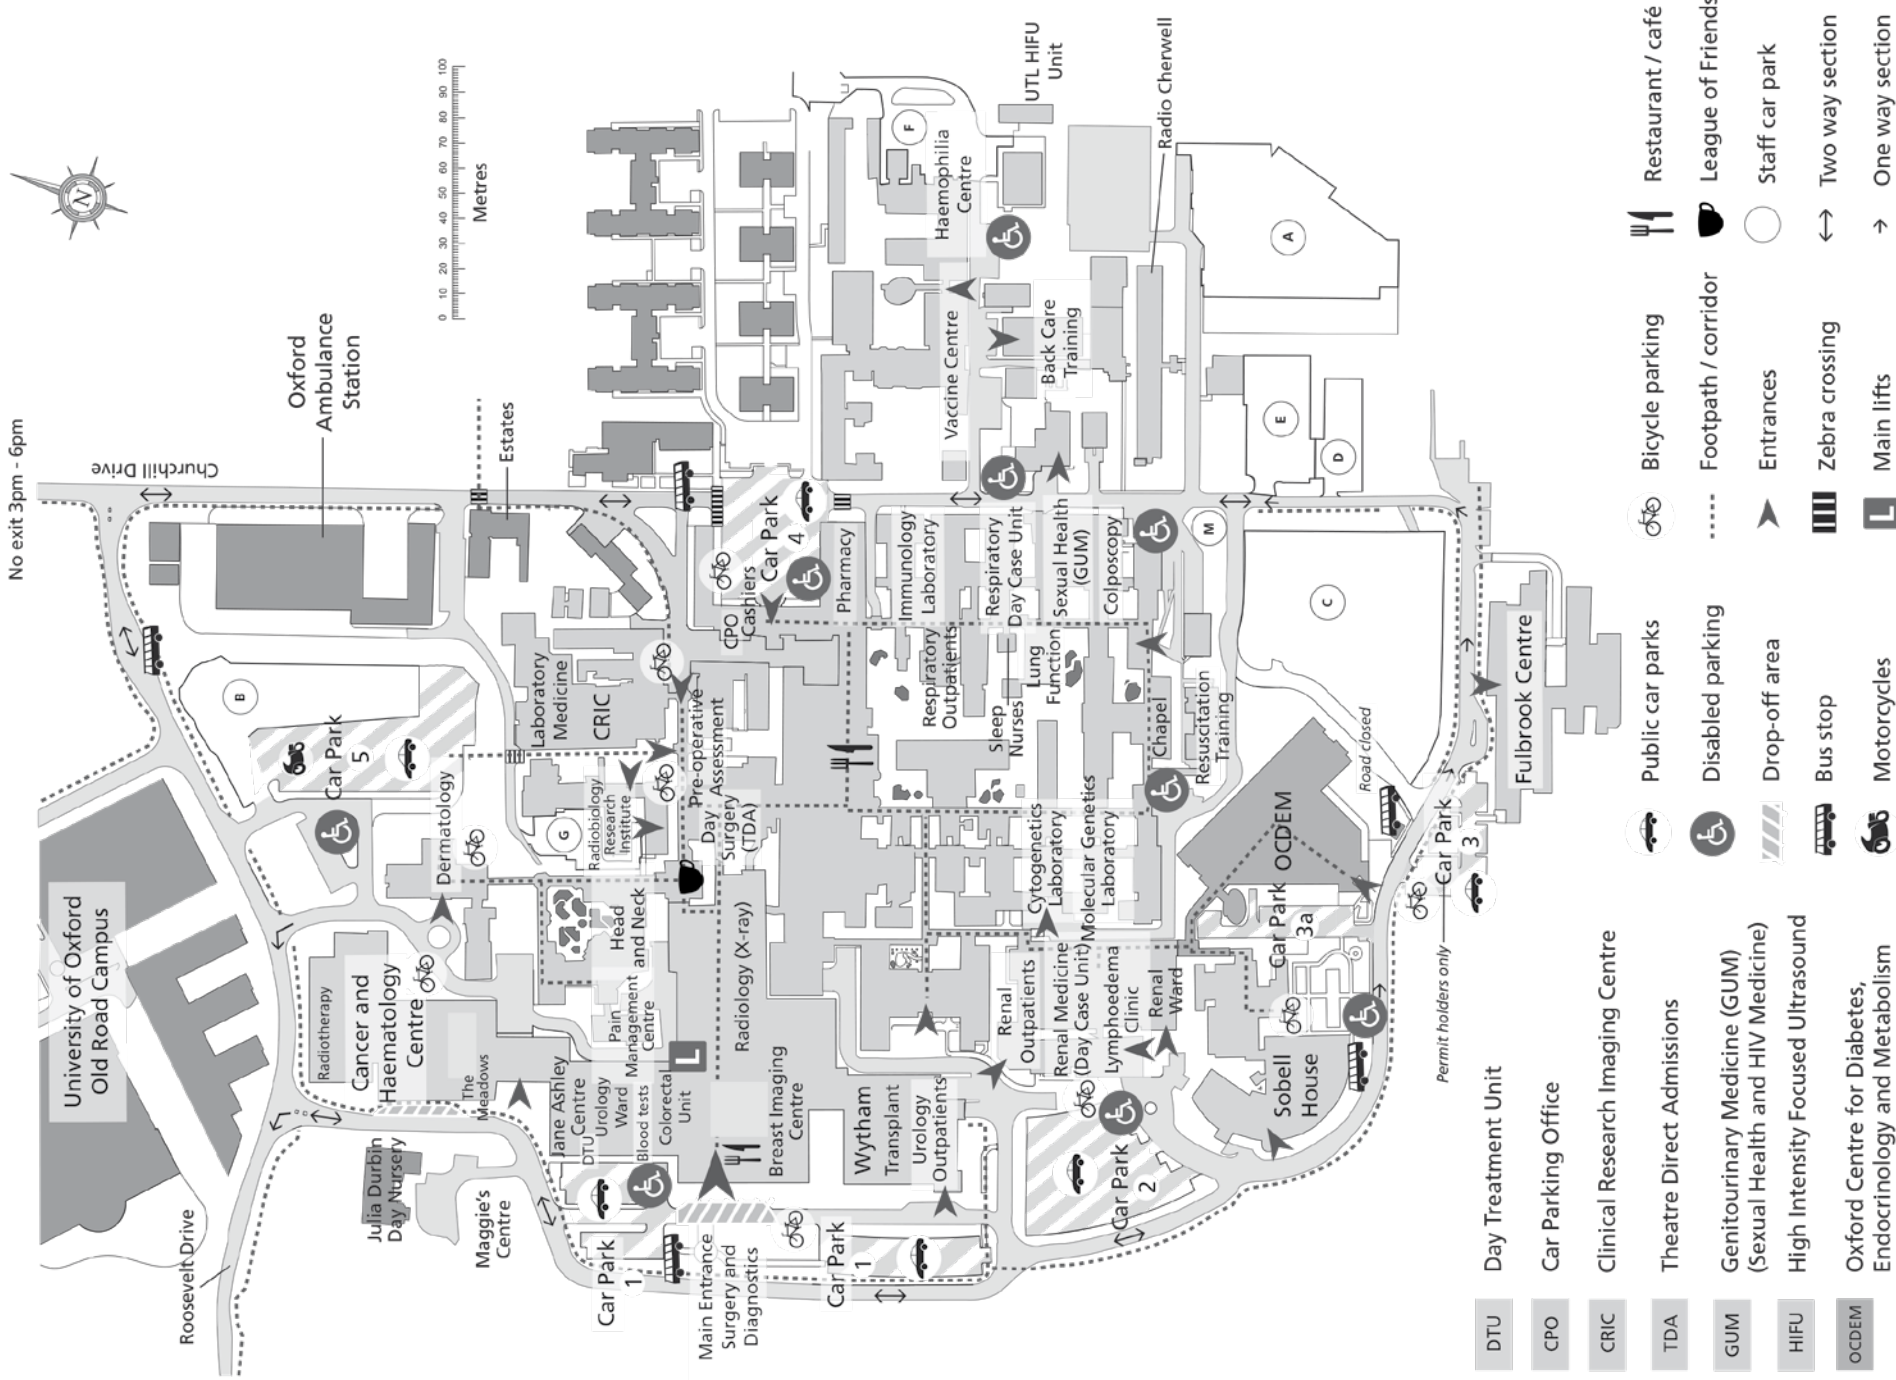 No exit 3pm - 6pm
Churchill Drive
Oxford
Ambulance
Station
Estates
0 10 20 30 40 50 60 70 80 90 100
Metres
N
University of Oxford
Old Road Campus
Roosevelt Drive
Julia Durbin
Day Nursery
Maggie's
Centre
Radiotherapy
Cancer and
Haematology
Centre
The
Meadows
Dermatology
B
Car Park
5
G
Laboratory
Medicine
CRIC
Radiobiology
Research
Institute
Head
and Neck
Pain
Management
Centre
Jane Ashley
Centre
DTU
Urology
Ward
Blood tests
Colorectal
Unit
L
Radiology (X-ray)
Breast Imaging
Centre
Pre-operative
Assessment
Day
Surgery
(TDA)
CPO
Cashiers
Car Park
4
Pharmacy
Immunology
Laboratory
Respiratory
Day Case Unit
Sexual Health
(GUM)
Colposcopy
Respiratory
Outpatients
Sleep
Nurses
Lung
Function
Chapel
Resuscitation
Training
Cytogenetics
Laboratory
Molecular Genetics
Laboratory
Wytham
Transplant
Urology
Outpatients
Renal
Outpatients
Renal Medicine
(Day Case Unit)
Lymphoedema
Clinic
Renal
Ward
Sobell
House
OCDEM
Car Park
3a
Car Park
3
Permit holders only
Road closed
Fulbrook Centre
Car Park
1
Main Entrance
Surgery and
Diagnostics
Car Park
1
Car Park
2
Vaccine Centre
Back Care
Training
Haemophilia
Centre
UTL HIFU
Unit
Radio Cherwell
F
A
E
D
M
C
DTU
Day Treatment Unit
CPO
Car Parking Office
CRIC
Clinical Research Imaging Centre
TDA
Theatre Direct Admissions
GUM
Genitourinary Medicine (GUM)
(Sexual Health and HIV Medicine)
HIFU
High Intensity Focused Ultrasound
OCDEM
Oxford Centre for Diabetes,
Endocrinology and Metabolism
Public car parks
Disabled parking
Drop-off area
Bus stop
Motorcycles
Bicycle parking
Footpath / corridor
Entrances
Zebra crossing
L
Main lifts
Restaurant / café
League of Friends
Staff car park
Two way section
One way section